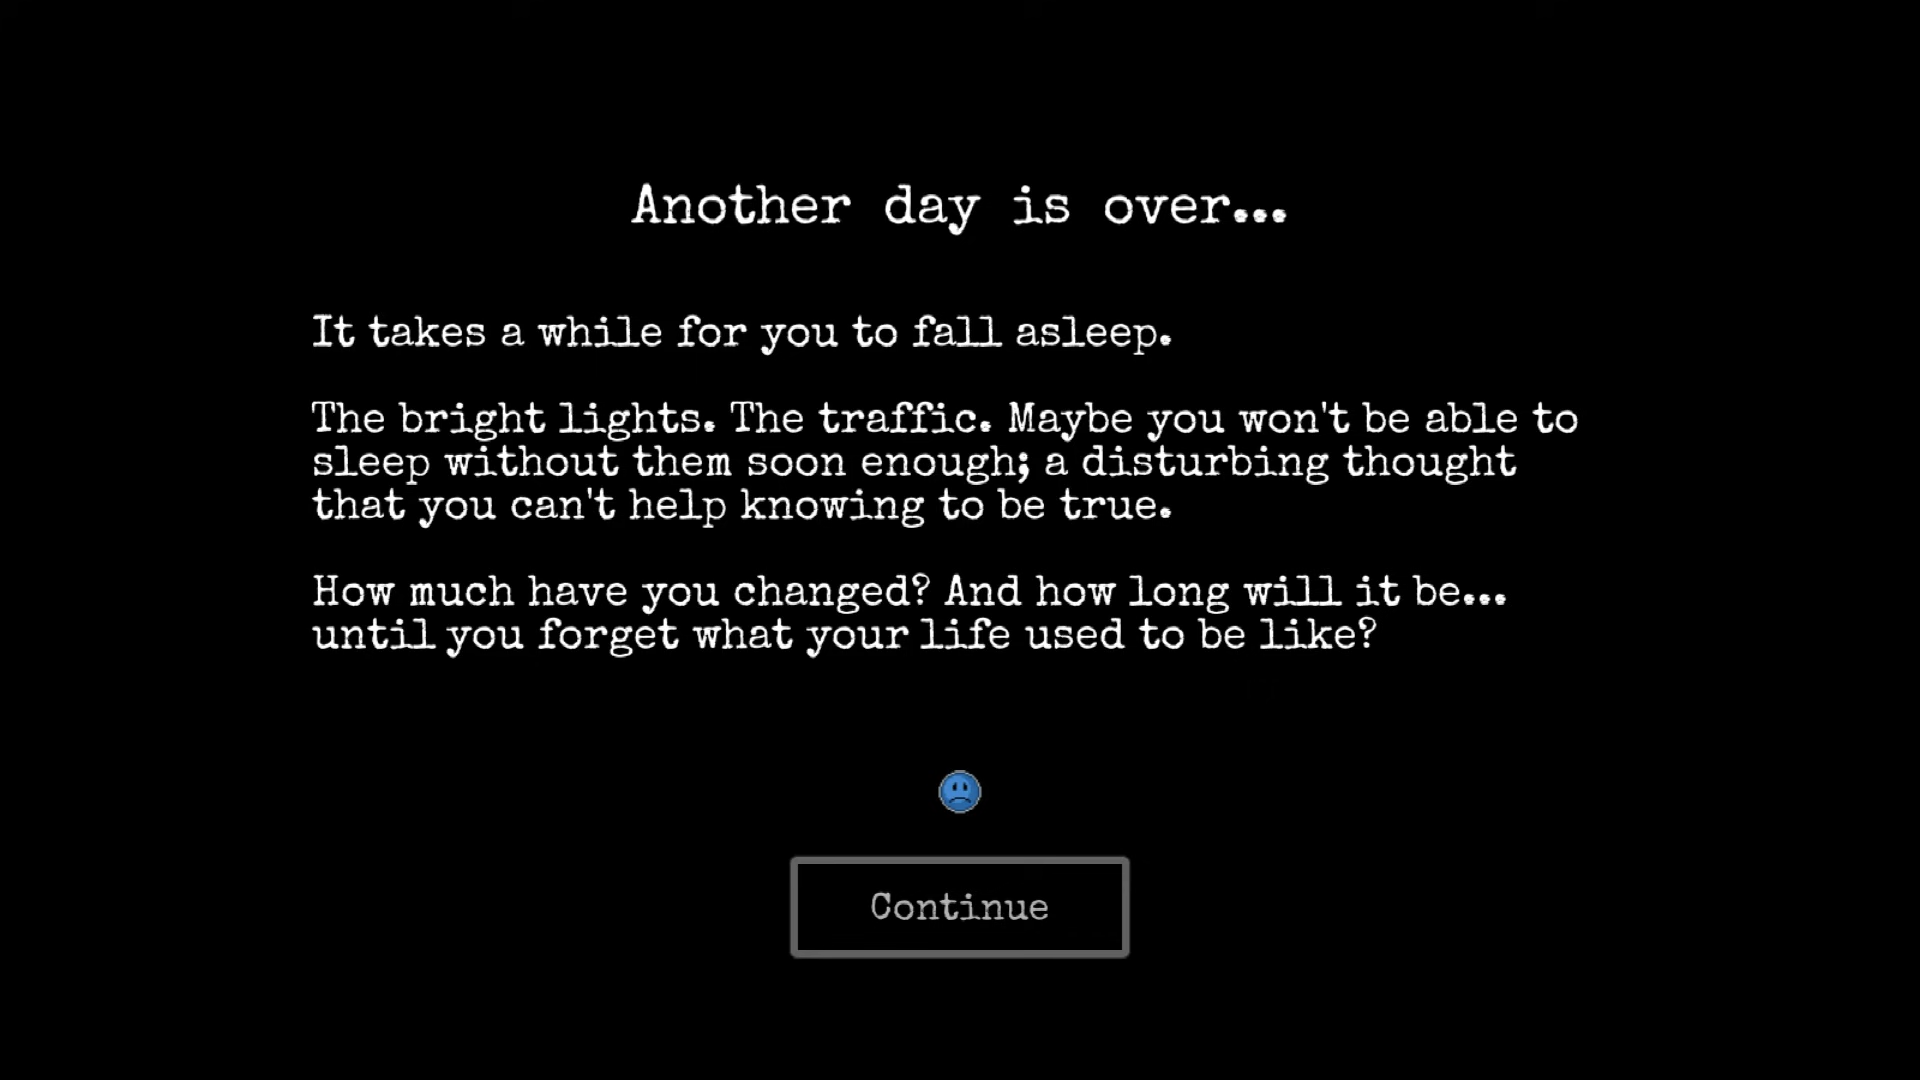 Another day is over...
It takes a while for you to fall asleep.
The bright lights. The traffic. Maybe you won't be able to
sleep without them soon enough; a disturbing thought
that you can't help knowing to be true.
How much have you changed? And how long will it be...
until you forget what your life used to be like?
Continue